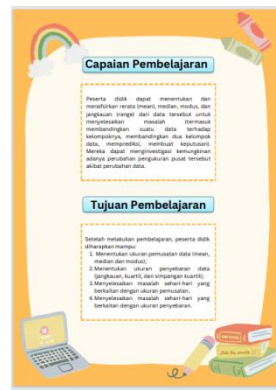 Capaian Pembelajaran
Peserta didik dapat menentukan dan
menafsirkan rerata (mean), median, modus, dan
jangkauan (range) dari data tersebut untuk
menyelesaikan masalah (termasuk
membandingkan suatu data terhadap
kelompoknya, membandingkan dua kelompok
data, memprediksi, membuat keputusan).
Mereka dapat menginvestigasi kemungkinan
adanya perubahan pengukuran pusat tersebut
akibat perubahan data.
Tujuan Pembelajaran
Setelah melakukan pembelajaran, peserta didik
diharapkan mampu:
1. Menentukan ukuran pemusatan data (mean,
median dan modus);
2.Menentukan ukuran penyebaran data
(jangkauan, kuartil, dan simpangan kuartil);
3.Menyelesaikan masalah sehari-hari yang
berkaitan dengan ukuran pemusatan;
4.Menyelesaikan masalah sehari-hari yang
berkaitan dengan ukuran penyebaran.